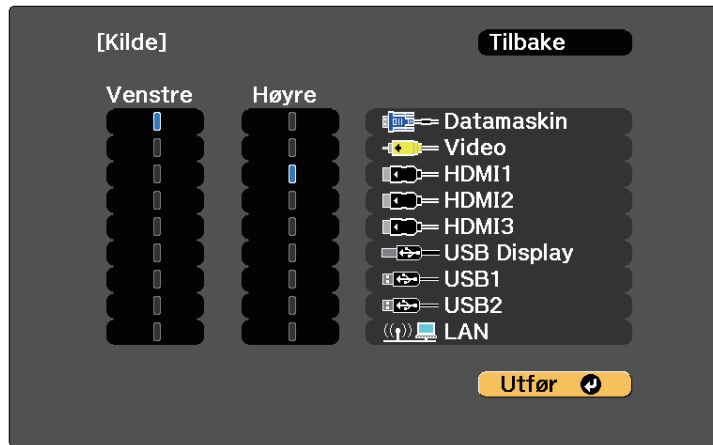 [Kilde] Tilbake
Venstre Høyre
Datamaskin
Video
HDMI1
HDMI2
HDMI3
USB Display
USB1
USB2
LAN
Utfør